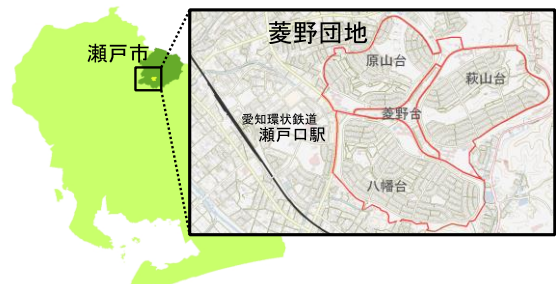 瀬戸市
菱野団地
原山台
萩山台
菱野台
愛知環状鉄道
瀬戸口駅
八幡台